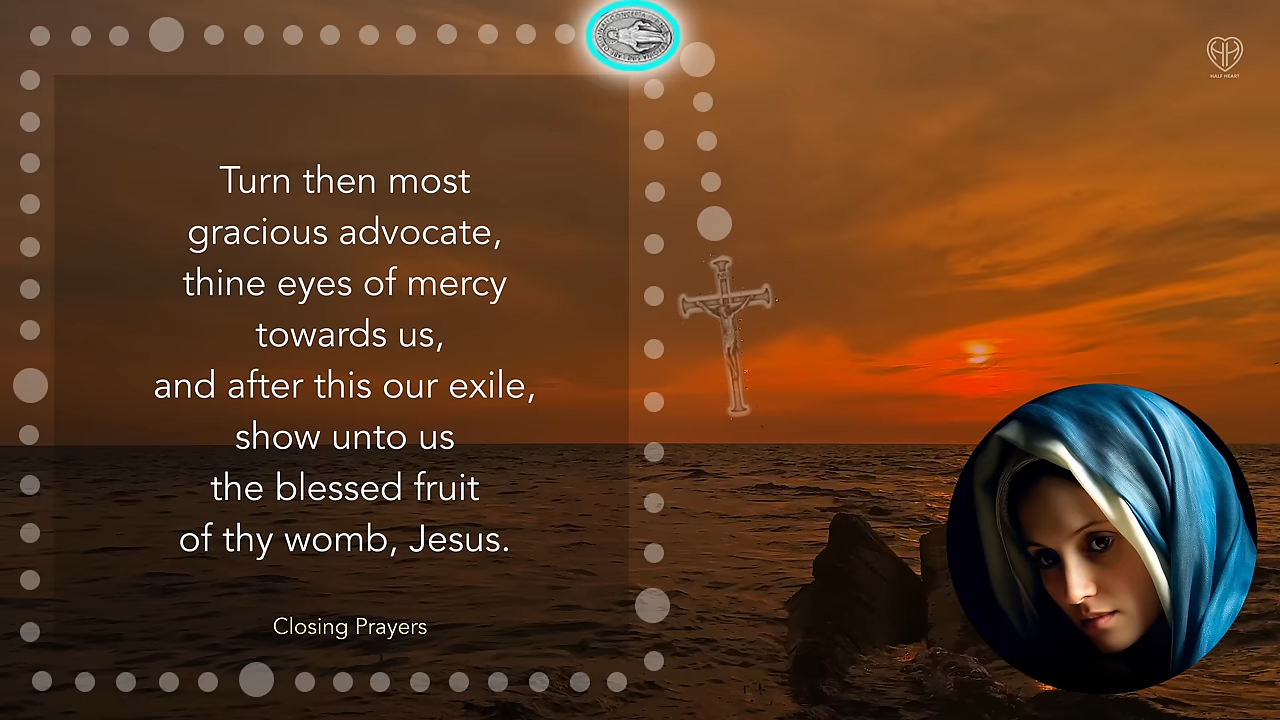 Turn then most
gracious advocate,
thine eyes of mercy
towards us,
and after this our exile,
show unto us
the blessed fruit
of thy womb, Jesus.
Closing Prayers
HALF HEART